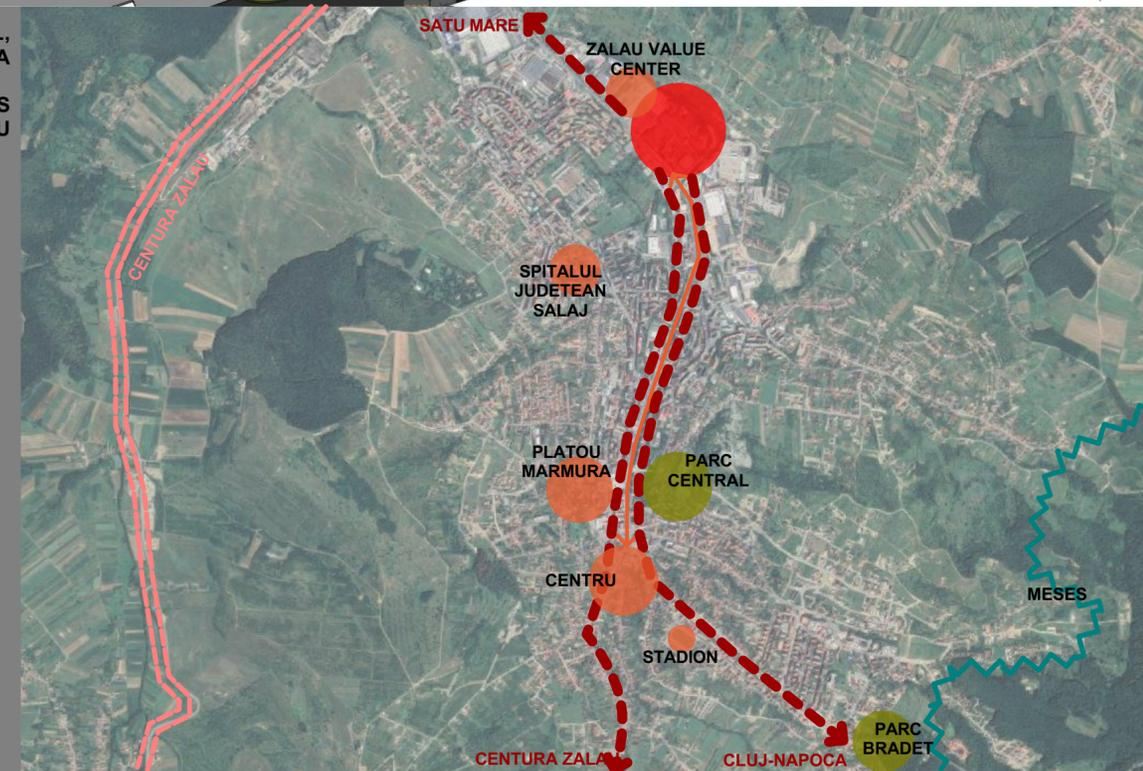 SATU MARE
ZALAU VALUE
CENTER
CENTURA ZALAU
SPITALUL
JUDETEAN
SALAJ
PLATOU
MARMURA
PARC
CENTRAL
CENTRU
MESES
STADION
PARC
BRADET
CENTURA ZALAU
CLUJ-NAPOCA